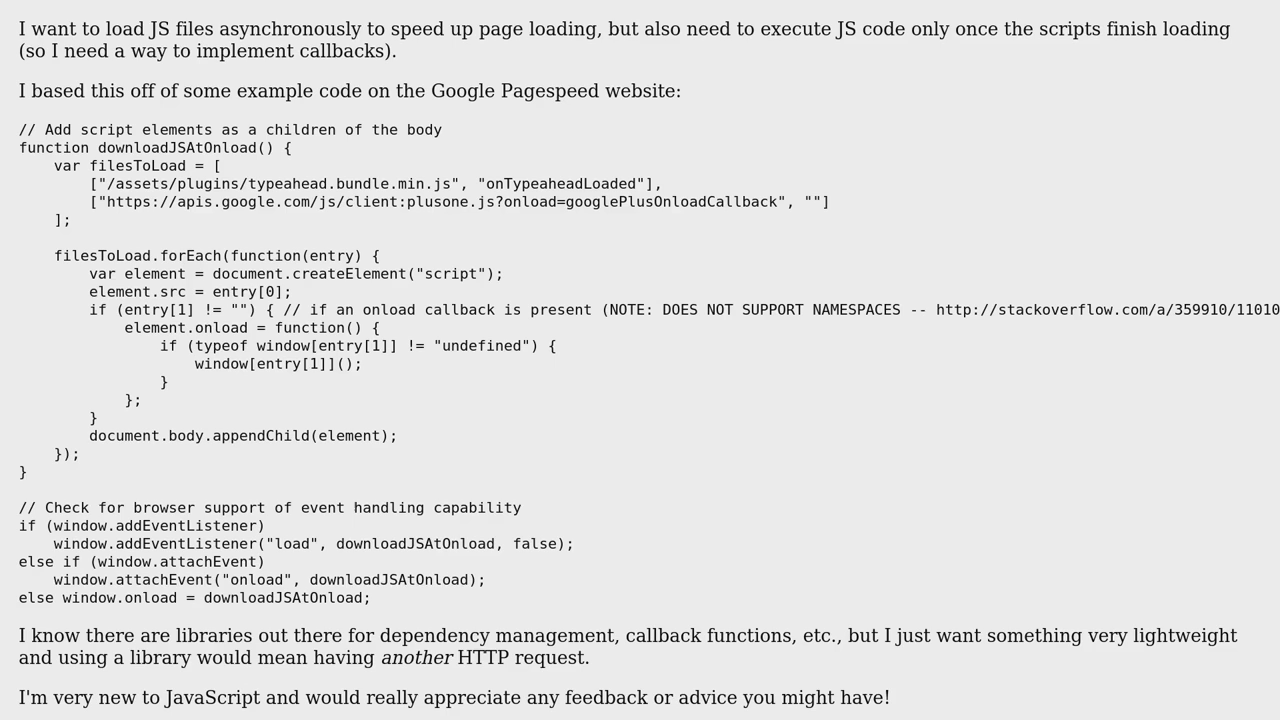 I want to load JS files asynchronously to speed up page loading, but also need to execute JS code only once the scripts finish loading
(so I need a way to implement callbacks).
I based this off of some example code on the Google Pagespeed website:
// Add script elements as a children of the body
function downloadJSAtOnload() {
    var filesToLoad = [
        ["/assets/plugins/typeahead.bundle.min.js", "onTypeaheadLoaded"],
        ["https://apis.google.com/js/client:plusone.js?onload=googlePlusOnloadCallback", ""]
    ];
    filesToLoad.forEach(function(entry) {
        var element = document.createElement("script");
        element.src = entry[0];
        if (entry[1] != "") { // if an onload callback is present (NOTE: DOES NOT SUPPORT NAMESPACES -- http://stackoverflow.com/a/359910/11010
            element.onload = function() {
                if (typeof window[entry[1]] != "undefined") {
                    window[entry[1]]();
                }
            };
        }
        document.body.appendChild(element);
    });
}
// Check for browser support of event handling capability
if (window.addEventListener)
    window.addEventListener("load", downloadJSAtOnload, false);
else if (window.attachEvent)
    window.attachEvent("onload", downloadJSAtOnload);
else window.onload = downloadJSAtOnload;
I know there are libraries out there for dependency management, callback functions, etc., but I just want something very lightweight
and using a library would mean having another HTTP request.
I'm very new to JavaScript and would really appreciate any feedback or advice you might have!